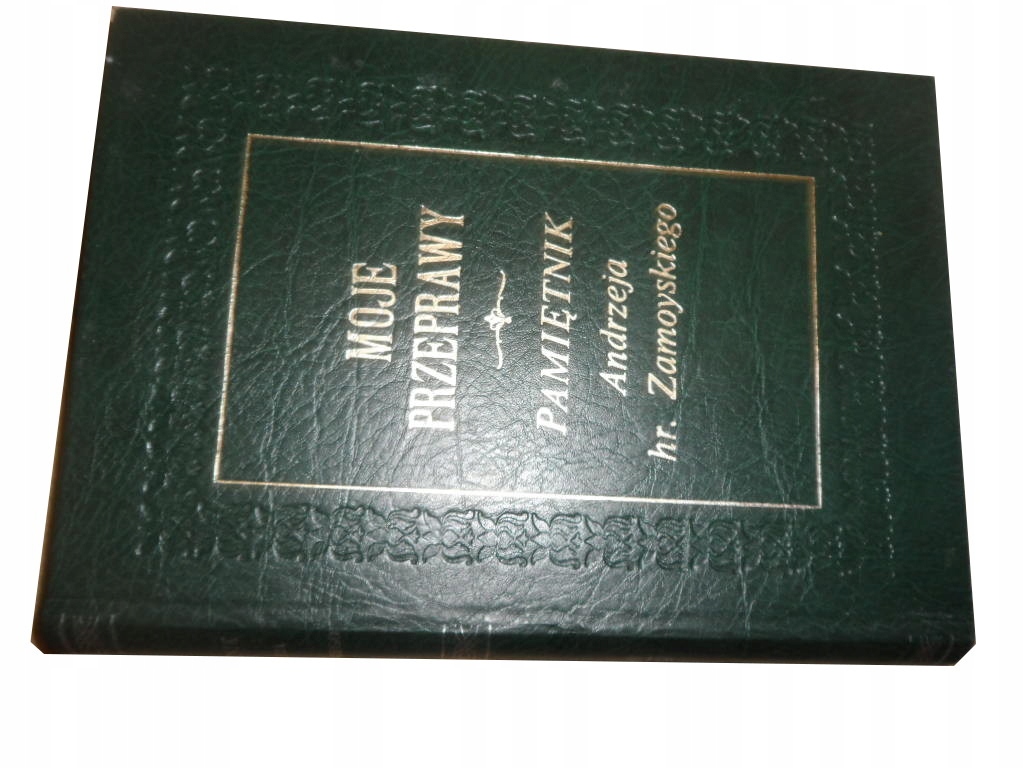 MOJE
PRZEPRAWY
PAMIĘTNIK
Andrzeja
hr. Zamoyskiego